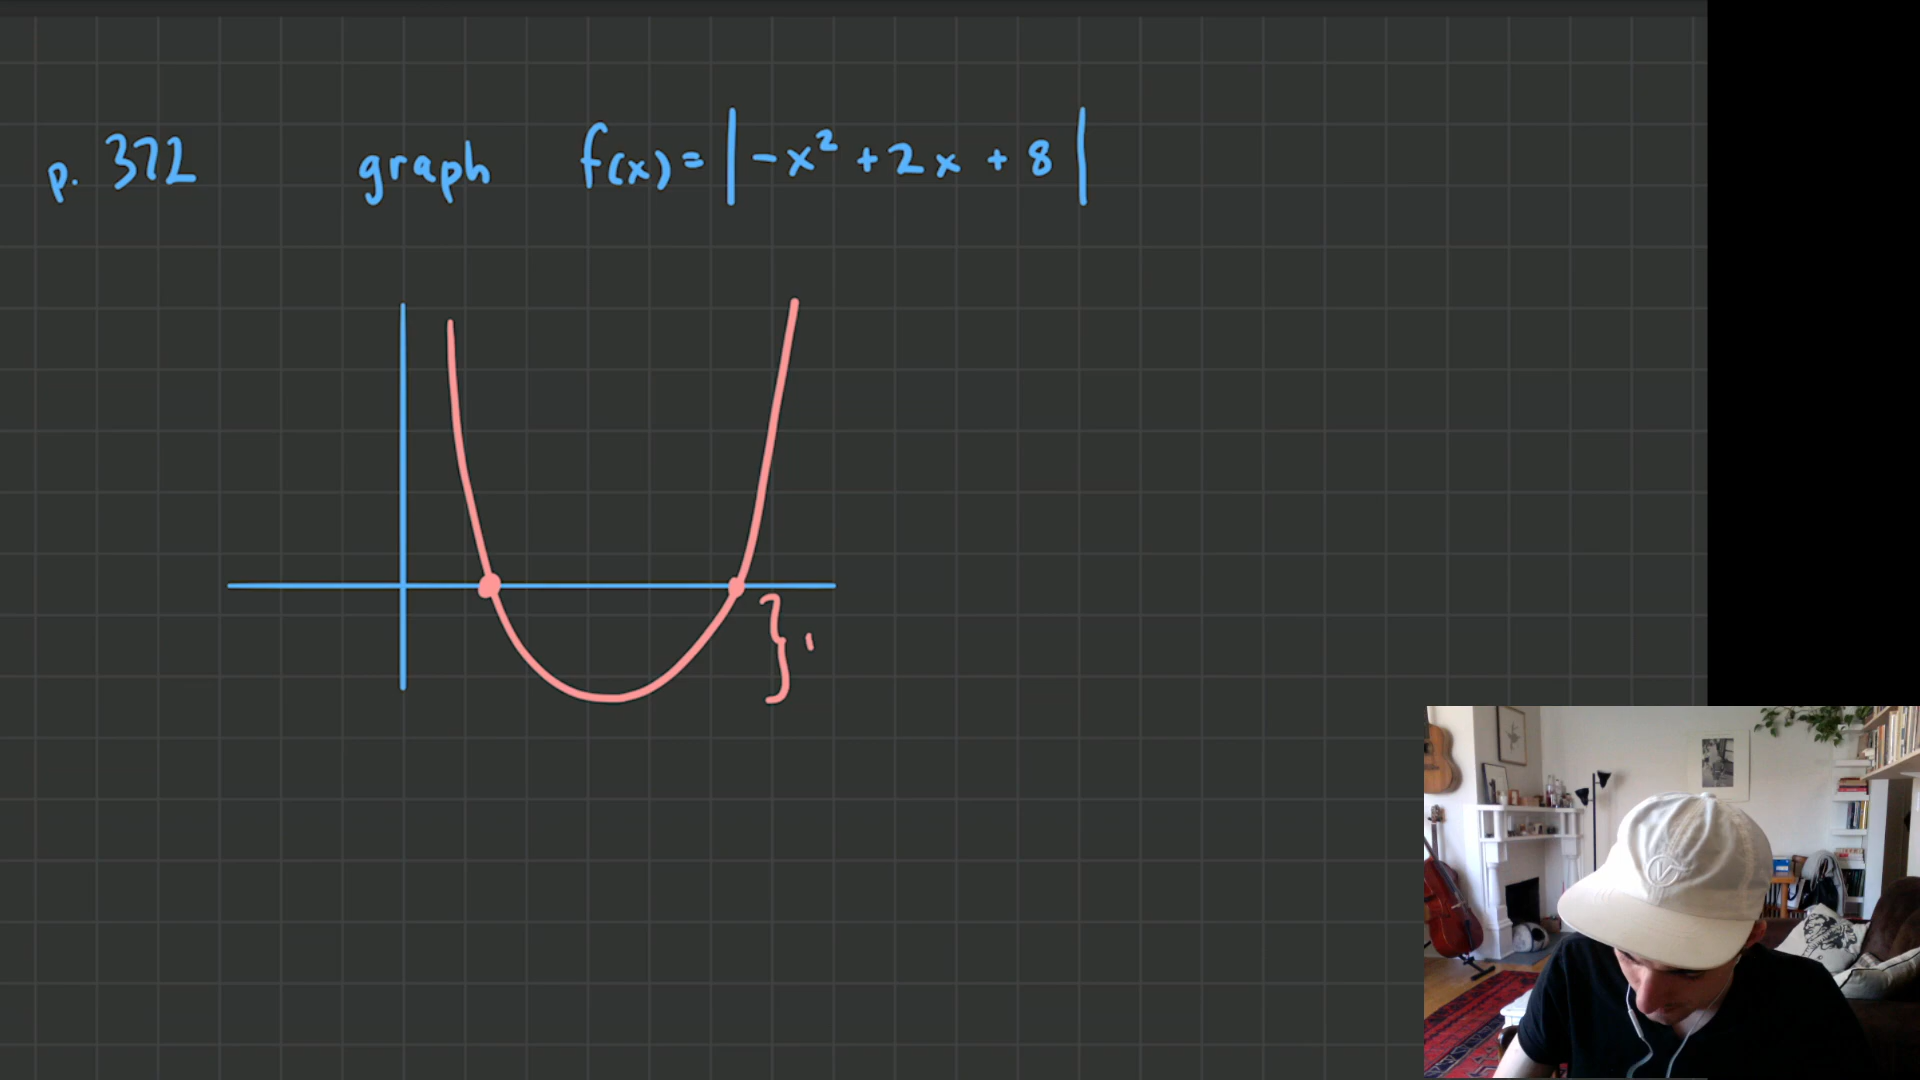 p. 372 graph f(x) = | -x² + 2x + 8 |